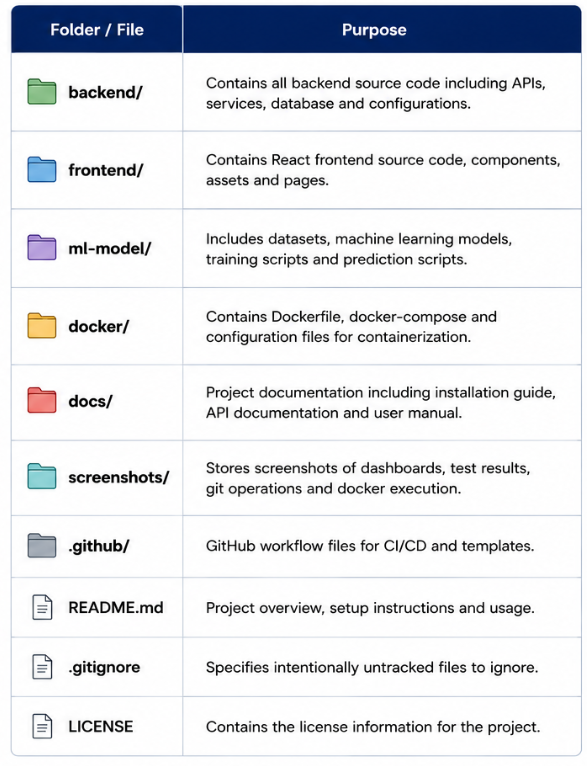 Folder / File
Purpose
backend/
Contains all backend source code including APIs,
services, database and configurations.
frontend/
Contains React frontend source code, components,
assets and pages.
ml-model/
Includes datasets, machine learning models,
training scripts and prediction scripts.
docker/
Contains Dockerfile, docker-compose and
configuration files for containerization.
docs/
Project documentation including installation guide,
API documentation and user manual.
screenshots/
Stores screenshots of dashboards, test results,
git operations and docker execution.
.github/
GitHub workflow files for CI/CD and templates.
README.md
Project overview, setup instructions and usage.
.gitignore
Specifies intentionally untracked files to ignore.
LICENSE
Contains the license information for the project.